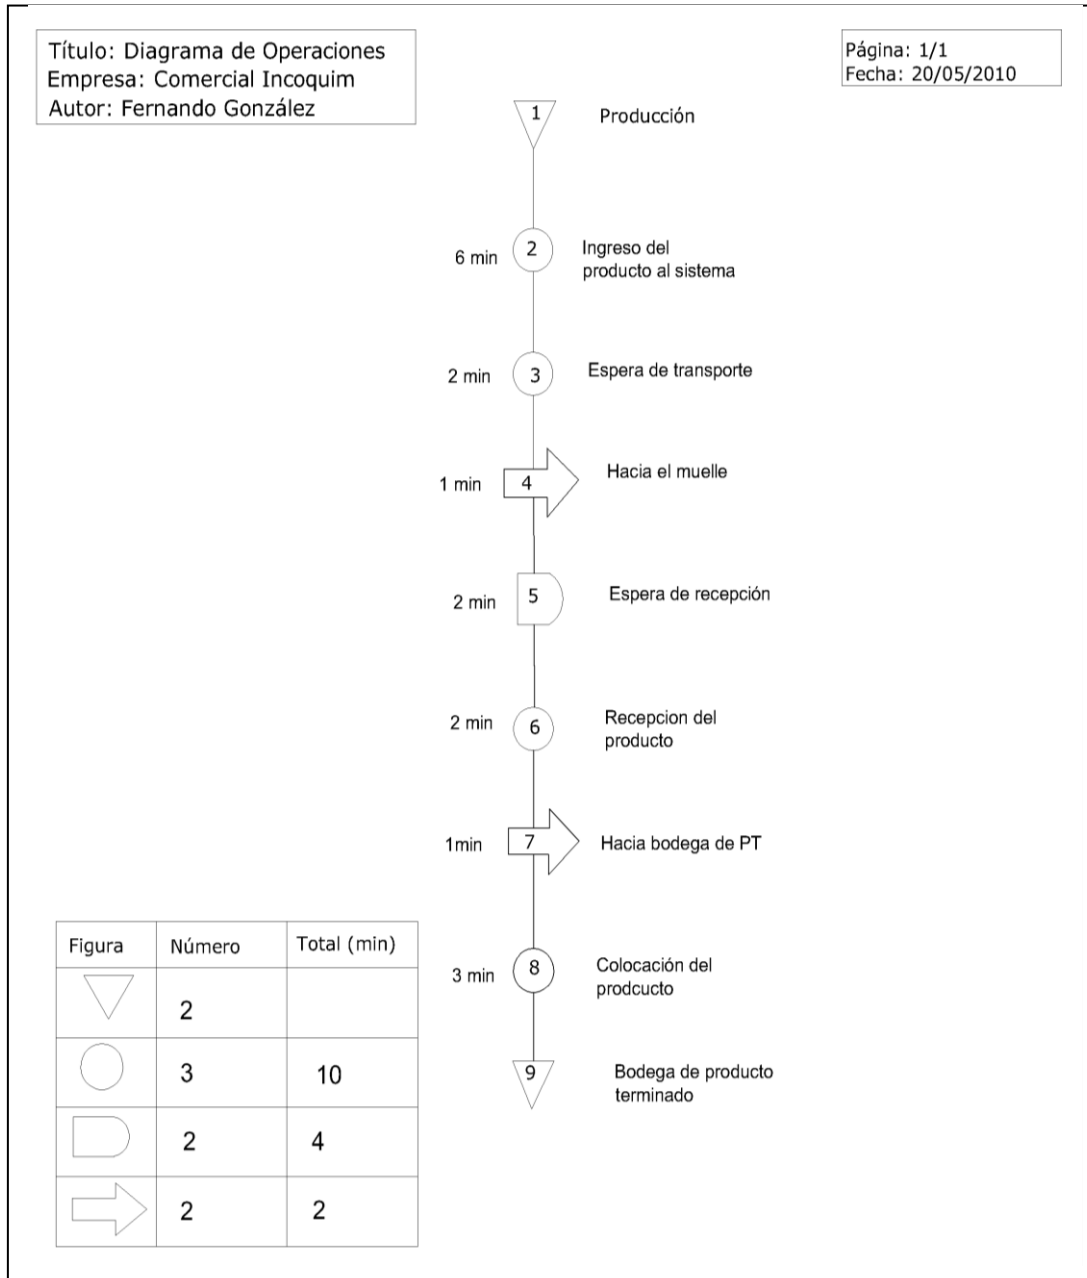 Título: Diagrama de Operaciones
Empresa: Comercial Incoquim
Autor: Fernando González
Página: 1/1
Fecha: 20/05/2010
1 Producción
6 min 2 Ingreso del
producto al sistema
2 min 3 Espera de transporte
1 min 4 Hacia el muelle
2 min 5 Espera de recepción
2 min 6 Recepcion del
producto
1min 7 Hacia bodega de PT
3 min 8 Colocación del
prodcucto
9 Bodega de producto
terminado
Figura Número Total (min)
2
3 10
2 4
2 2